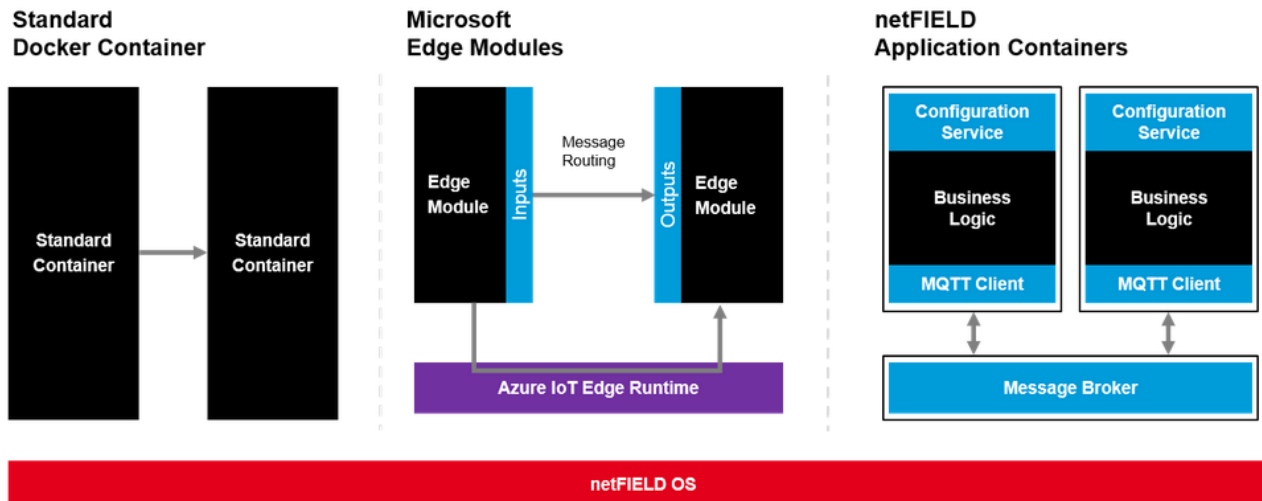 Standard
Docker Container
Microsoft
Edge Modules
netFIELD
Application Containers
Standard
Container
Standard
Container
Edge
Module
Inputs
Message
Routing
Outputs
Edge
Module
Azure IoT Edge Runtime
Configuration
Service
Business
Logic
MQTT Client
Configuration
Service
Business
Logic
MQTT Client
Message Broker
netFIELD OS